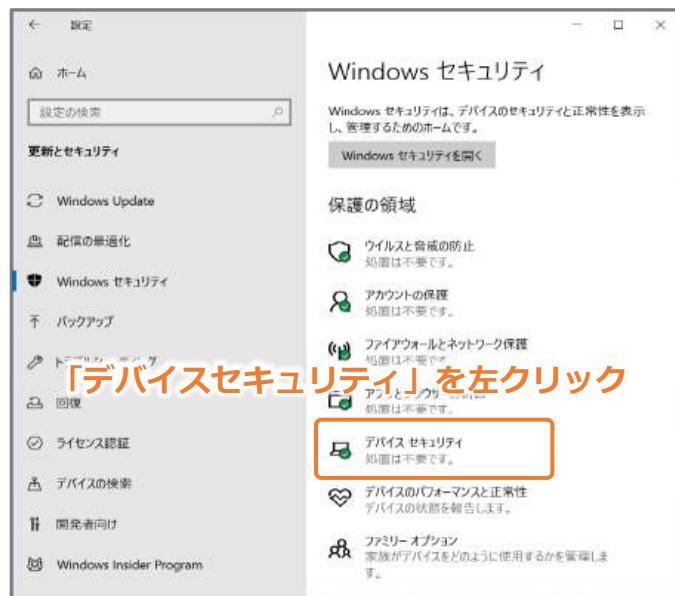 設定
ホーム
設定の検索
更新とセキュリティ
Windows Update
配信の最適化
Windows セキュリティ
バックアップ
回復
ライセンス認証
デバイスの検索
開発者向け
Windows Insider Program
Windows セキュリティ
Windows セキュリティは、デバイスのセキュリティと正常性を表示
し、管理するためのホームです。
Windows セキュリティを開く
保護の領域
ウイルスと脅威の防止
処置は不要です。
アカウントの保護
処置は不要です。
ファイアウォールとネットワーク保護
処置は不要です。
「デバイスセキュリティ」を左クリック
処置は不要です。
デバイス セキュリティ
処置は不要です。
デバイスのパフォーマンスと正常性
デバイスの状態を報告します。
ファミリー オプション
家族がデバイスをどのように使用するかを管理しま
す。